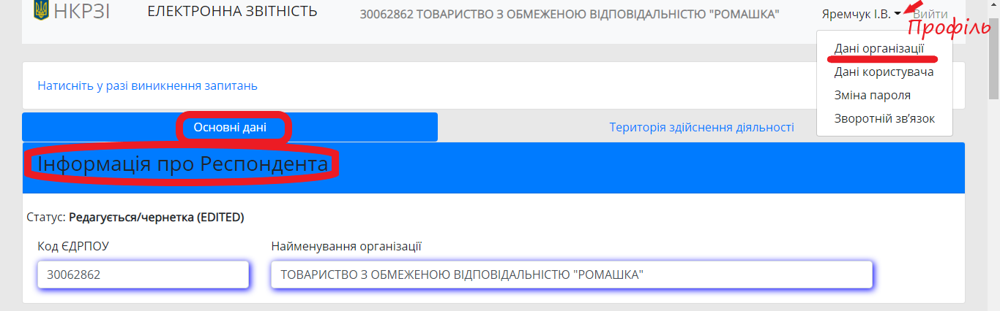 НКРЗІ ЕЛЕКТРОННА ЗВІТНІСТЬ 30062862 ТОВАРИСТВО З ОБМЕЖЕНОЮ ВІДПОВІДАЛЬНІСТЮ "РОМАШКА" Яремчук І.В. Вийти
Профіль
Дані організації
Дані користувача
Зміна пароля
Зворотній зв’язок
Натисніть у разі виникнення запитань
Основні дані Територія здійснення діяльності
Інформація про Респондента
Статус: Редагується/чернетка (EDITED)
Код ЄДРПОУ Найменування організації
30062862 ТОВАРИСТВО З ОБМЕЖЕНОЮ ВІДПОВІДАЛЬНІСТЮ "РОМАШКА"